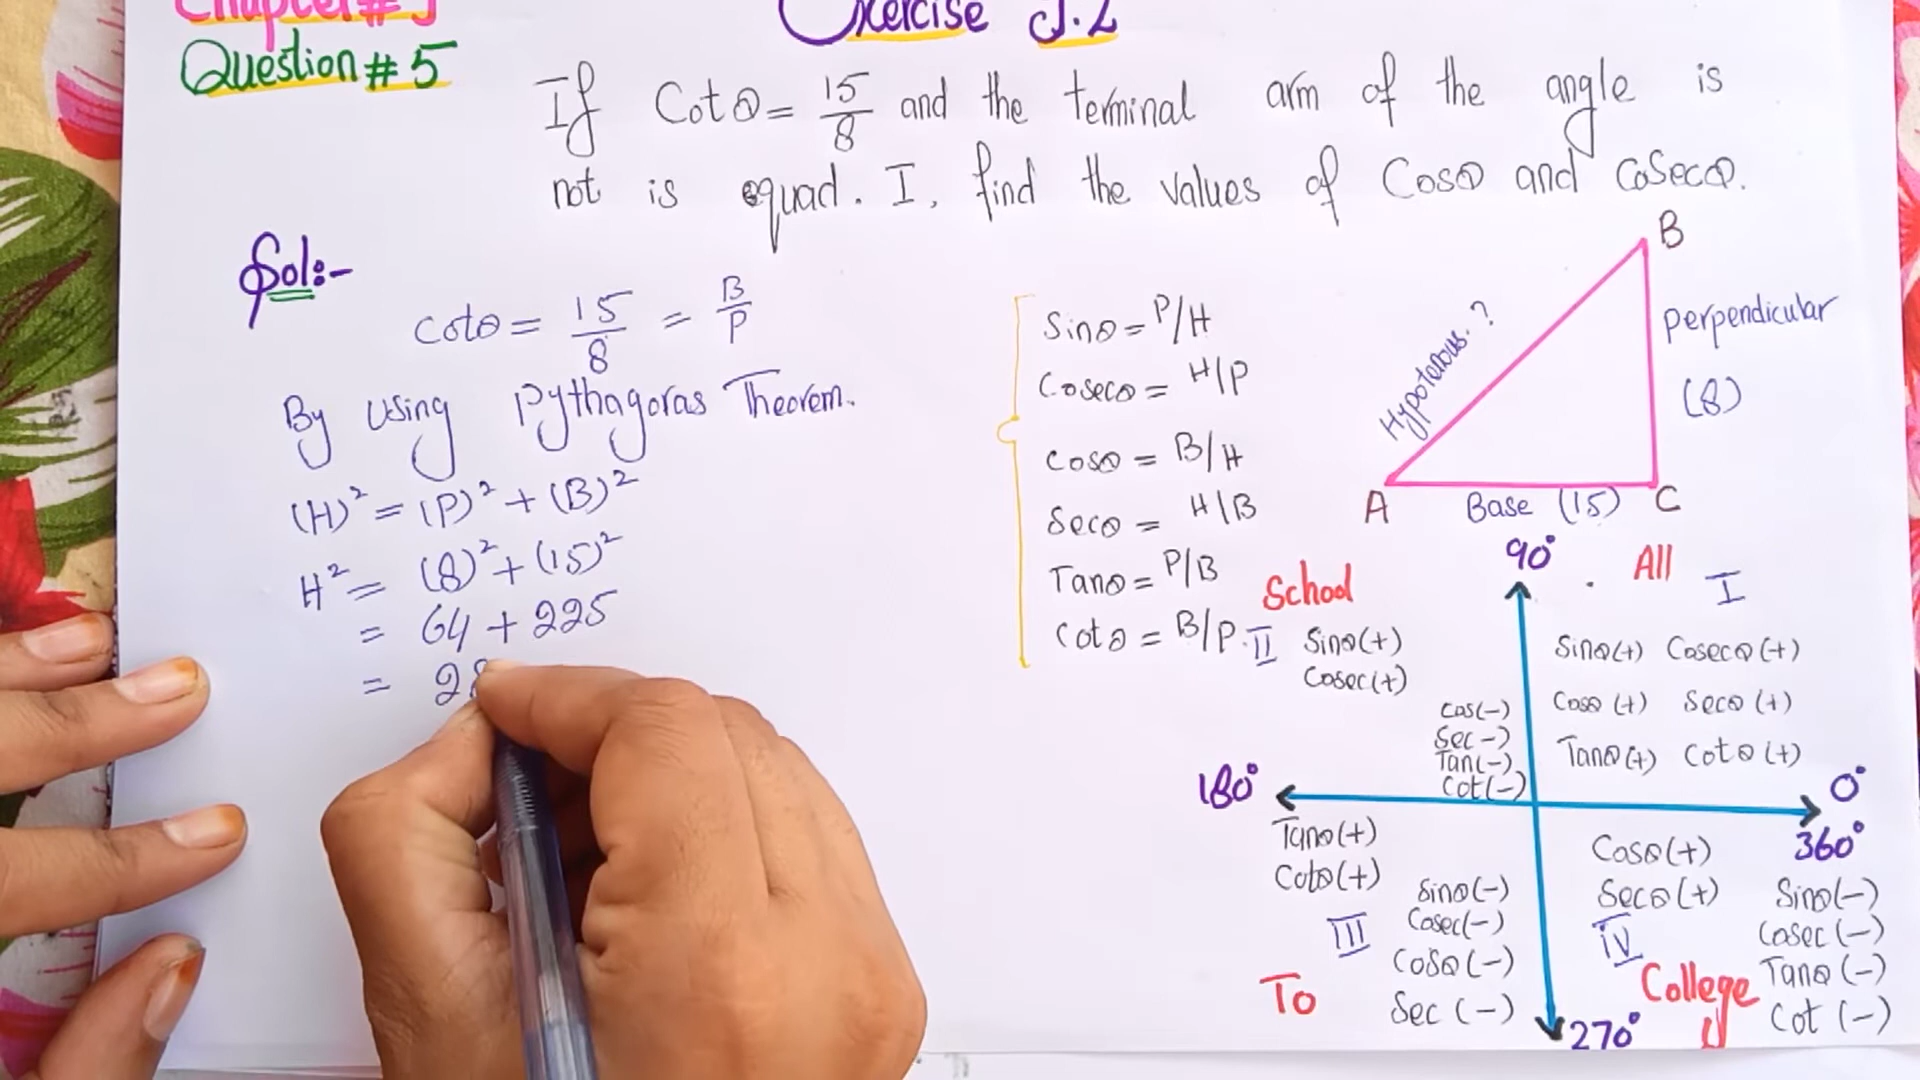 Exercise
Question # 5
If Cotθ = 15/8 and the terminal arm of the angle is
not is quad. I, find the values of Cosθ and Cosecθ.
Sol:-
cotθ = 15/8 = B/P
By using Pythagoras Theorem.
(H)² = (P)² + (B)²
H² = (8)² + (15)²
= 64 + 225
= 28
Sinθ = P/H
Cosecθ = H/P
Cosθ = B/H
Secθ = H/B
Tanθ = P/B
Cotθ = B/P
B
Hypotenous. ?
perpendicular
(8)
A Base (15) C
90°
School
All I
II Sinθ(+)
Cosec(+)
Cos(-)
Sec -)
Tan(-)
Cot(-)
Sinθ(+) Cosecθ(+)
Cosθ (+) Secθ (+)
Tanθ(+) Cotθ(+)
180°
0°
360°
Tanθ(+)
Cotθ(+)
Sinθ(-)
Cosec(-)
Cosθ(-)
Sec (-)
III
To
Cosθ(+)
Secθ(+)
IV
College
Sinθ(-)
Cosec(-)
Tanθ(-)
Cot (-)
270°